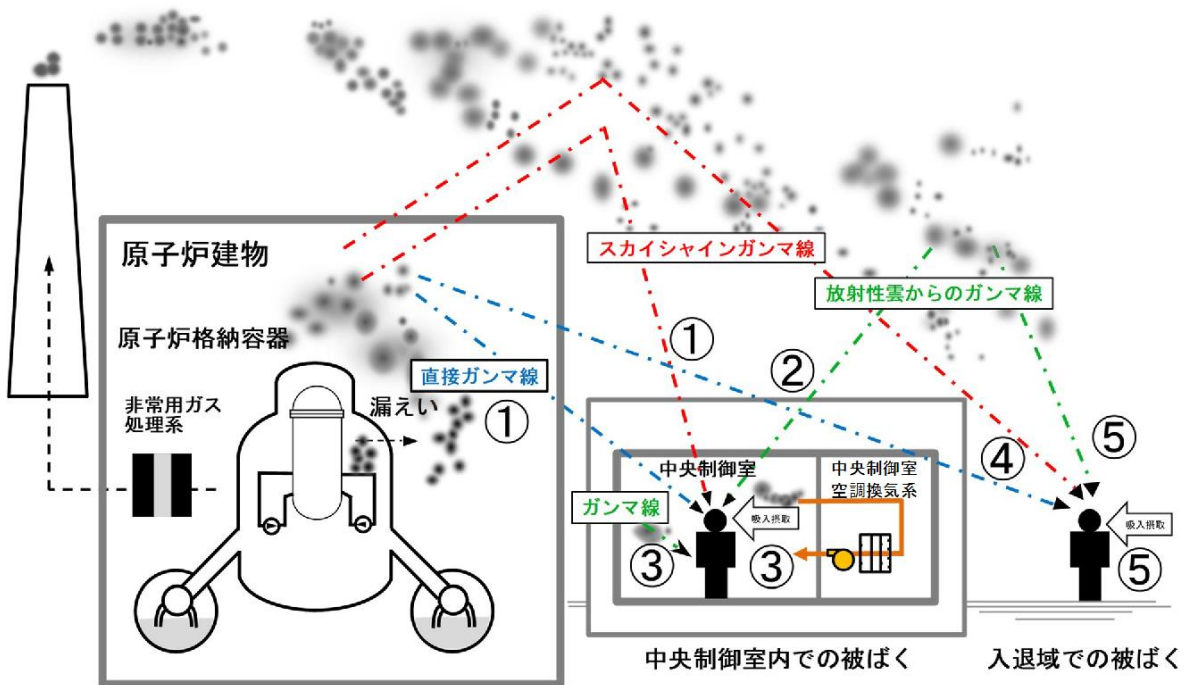 原子炉建物
原子炉格納容器
非常用ガス
処理系
漏えい
直接ガンマ線
①
スカイシャインガンマ線
①
放射性雲からのガンマ線
②
④
⑤
中央制御室
中央制御室
空調換気系
ガンマ線
吸入摂取
③
③
吸入摂取
⑤
中央制御室内での被ばく
入退域での被ばく